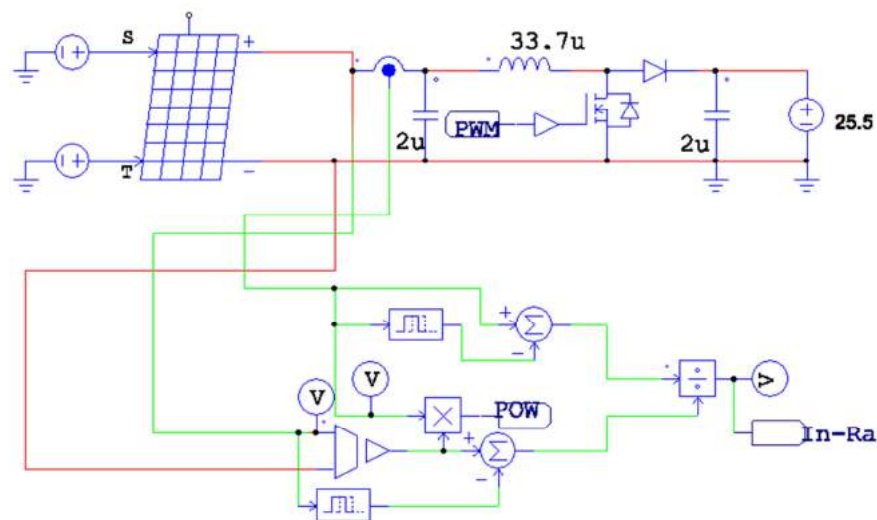 S
+
33.7u
PWM
2u
2u
25.5
T
−
+
−
Σ
V
V
÷
V
×
POW
+
Σ
−
In-Ra